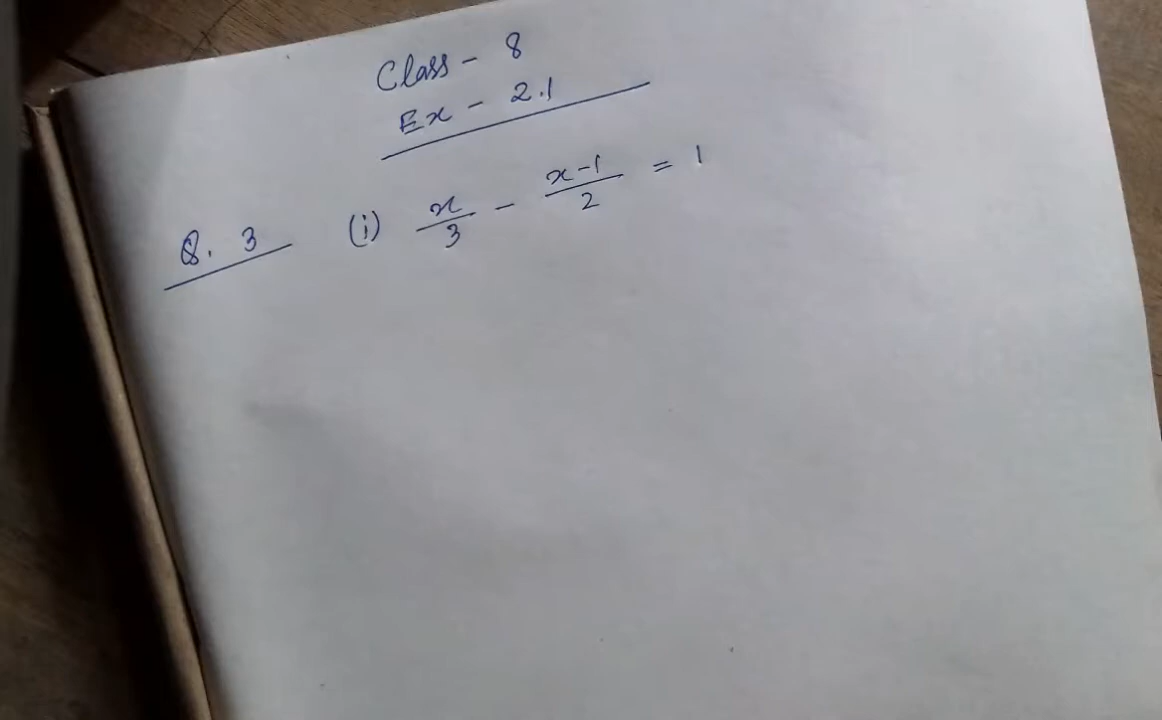 Class - 8
Ex - 2.1
Q. 3 (i) x/3 - (x-1)/2 = 1